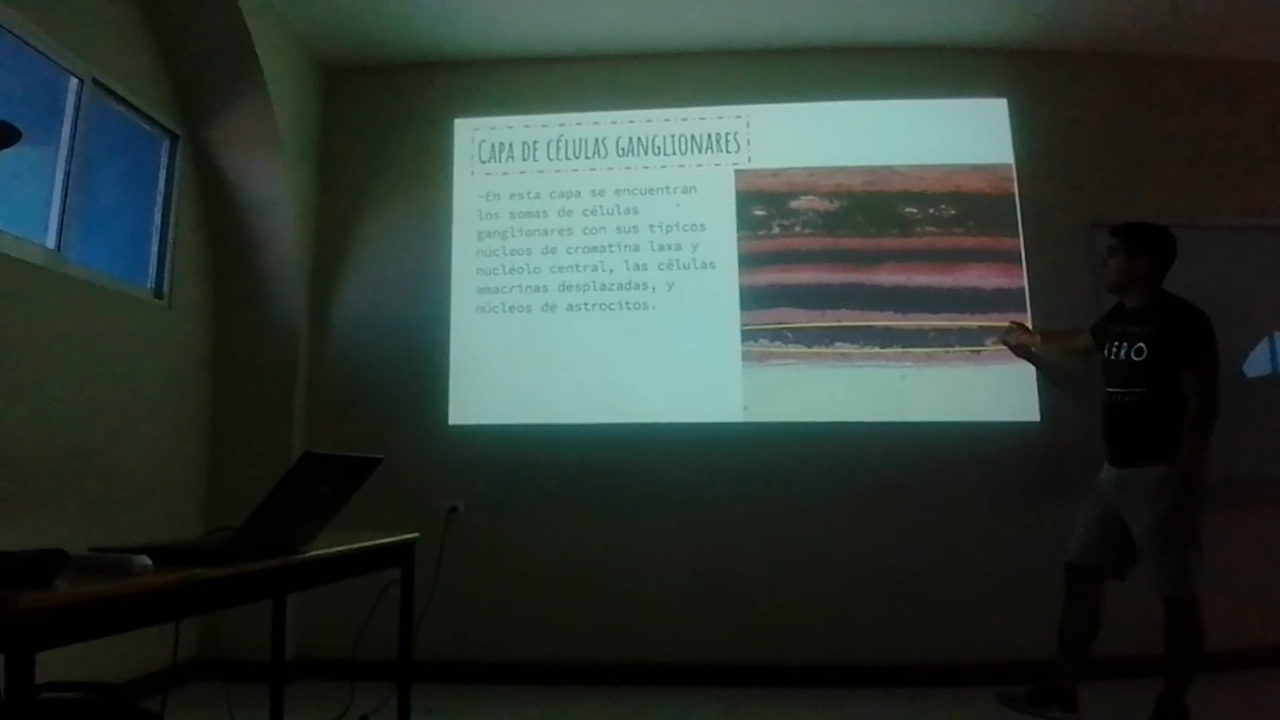 CAPA DE CÉLULAS GANGLIONARES
-En esta capa se encuentran
los somas de células
ganglionares con sus típicos
núcleos de cromatina laxa y
nucléolo central, las células
amacrinas desplazadas, y
núcleos de astrocitos.